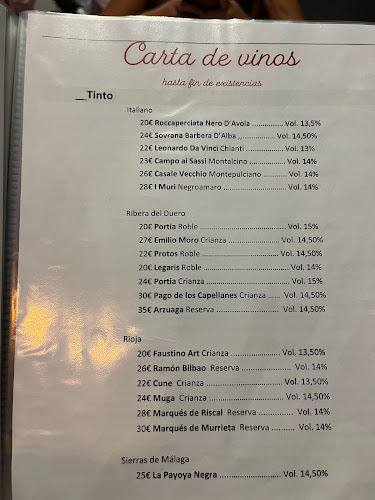 Carta de vinos
hasta fin de existencias
__Tinto
Italiano
20€ Roccaperciata Nero D'Avola ............... Vol. 13,5%
24€ Sovrana Barbera D'Alba ,,................. Vol. 14,50%
22€ Leonardo Da Vinci Chianti ................ Vol. 13%
23€ Campo ai Sassi Montalcino ................ Vol. 14%
26€ Casale Vecchio Montepulciano ............ Vol. 14%
28€ I Muri Negroamaro ........................ Vol. 14%
Ribera del Duero
20€ Portia Roble ................................ Vol. 15%
27€ Emilio Moro Crianza ........................ Vol. 14,50%
22€ Protos Roble ................................ Vol. 14,50%
20€ Legaris Roble ................................ Vol. 14%
24€ Portia Crianza ................................ Vol. 15%
30€ Pago de los Capellanes Crianza ...... Vol. 14,50%
35€ Arzuaga Reserva .......................... Vol. 14,50%
Rioja
20€ Faustino Art Crianza ..................... Vol. 13,50%
26€ Ramón Bilbao Reserva ..................... Vol. 14%
22€ Cune Crianza ................................ Vol. 13,50%
24€ Muga Crianza ................................ Vol. 14,50%
28€ Marqués de Riscal Reserva ............... Vol. 14%
30€ Marqués de Murrieta Reserva .......... Vol. 14%
Sierras de Málaga
25€ La Payoya Negra .......................... Vol. 14,50%